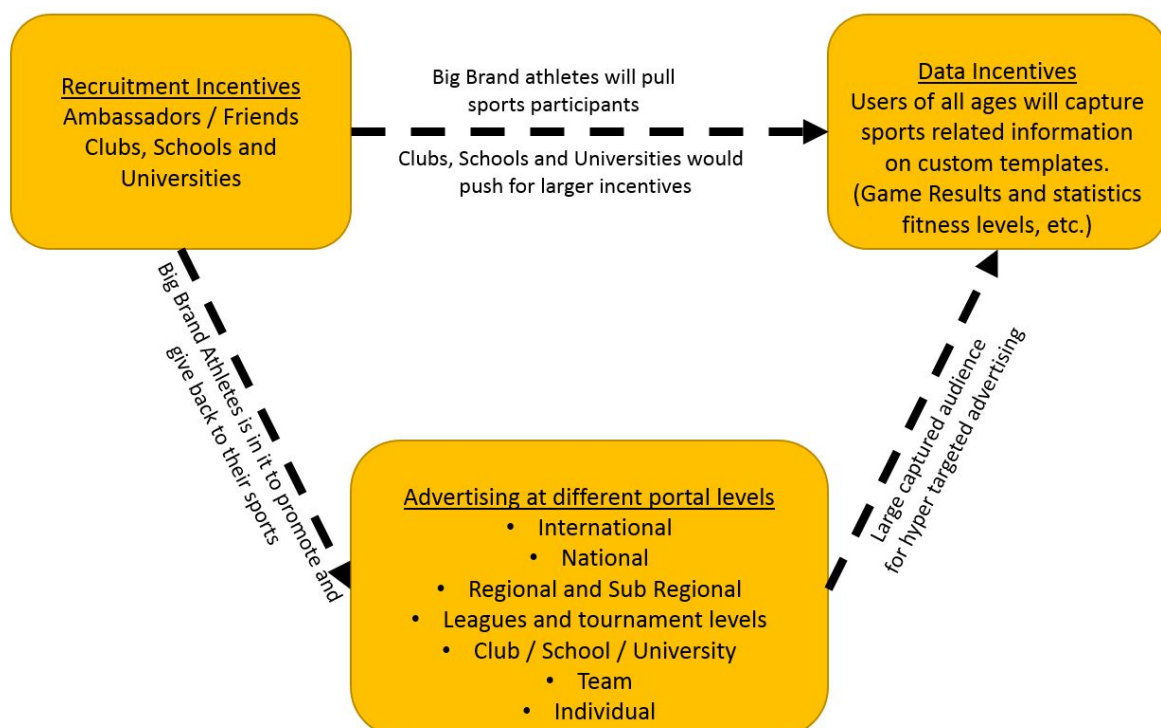 Recruitment Incentives
Ambassadors / Friends
Clubs, Schools and
Universities
Big Brand athletes will pull
sports participants
Clubs, Schools and Universities would
push for larger incentives
Data Incentives
Users of all ages will capture
sports related information
on custom templates.
(Game Results and statistics
fitness levels, etc.)
Big Brand Athletes is in it to promote and
give back to their sports
Advertising at different portal levels
• International
• National
• Regional and Sub Regional
• Leagues and tournament levels
• Club / School / University
• Team
• Individual
Large captured audience
for hyper targeted advertising